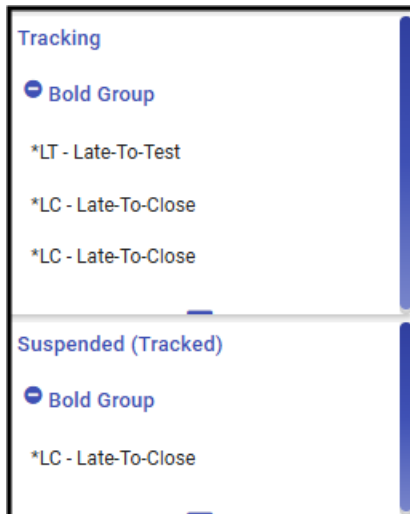 Tracking
Bold Group
*LT - Late-To-Test
*LC - Late-To-Close
*LC - Late-To-Close
Suspended (Tracked)
Bold Group
*LC - Late-To-Close